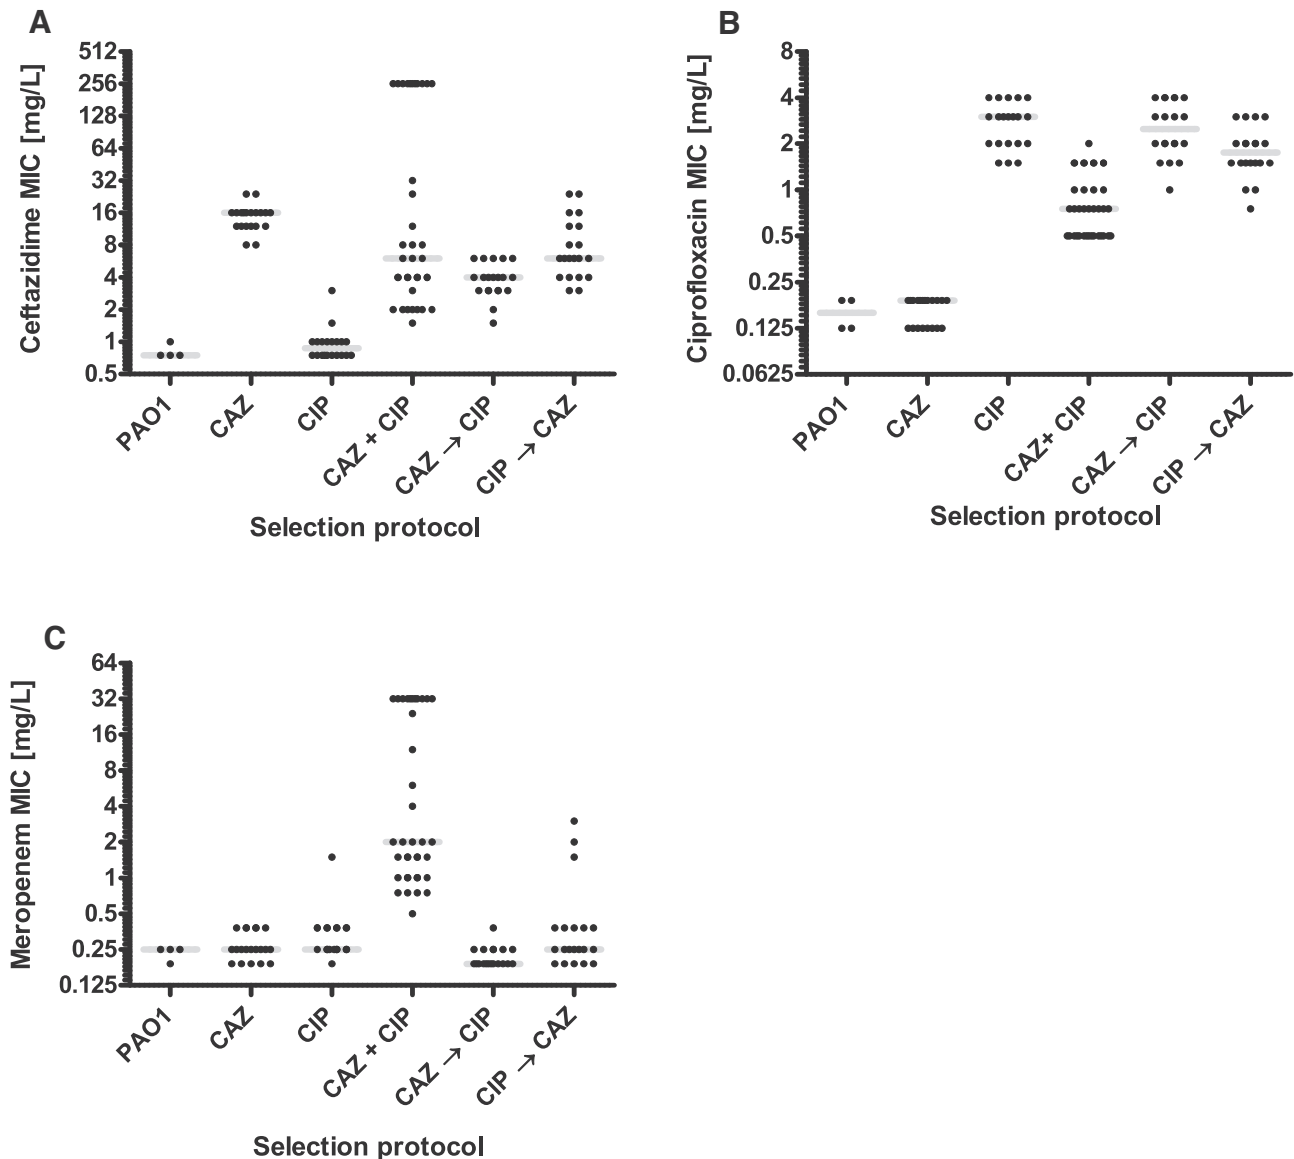 A
Ceftazidime MIC [mg/L]
512
256
128
64
32
16
8
4
2
1
0.5
PAO1
CAZ
CIP
CAZ + CIP
CAZ → CIP
CIP → CAZ
Selection protocol
B
Ciprofloxacin MIC [mg/L]
8
4
2
1
0.5
0.25
0.125
0.0625
PAO1
CAZ
CIP
CAZ+ CIP
CAZ → CIP
CIP → CAZ
Selection protocol
C
Meropenem MIC [mg/L]
64
32
16
8
4
2
1
0.5
0.25
0.125
PAO1
CAZ
CIP
CAZ + CIP
CAZ → CIP
CIP → CAZ
Selection protocol